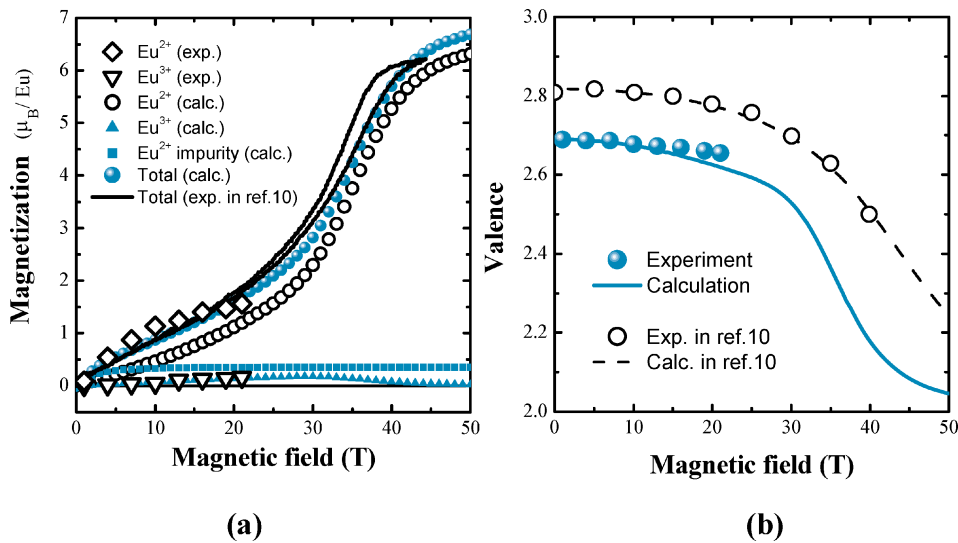 7
6
5
4
3
2
1
0
Magnetization (μB/ Eu)
Eu2+ (exp.)
Eu3+ (exp.)
Eu2+ (calc.)
Eu3+ (calc.)
Eu2+ impurity (calc.)
Total (calc.)
Total (exp. in ref.10)
0 10 20 30 40 50
Magnetic field (T)
(a)
3.0
2.8
2.6
2.4
2.2
2.0
Valence
Experiment
Calculation
Exp. in ref.10
Calc. in ref.10
0 10 20 30 40 50
Magnetic field (T)
(b)